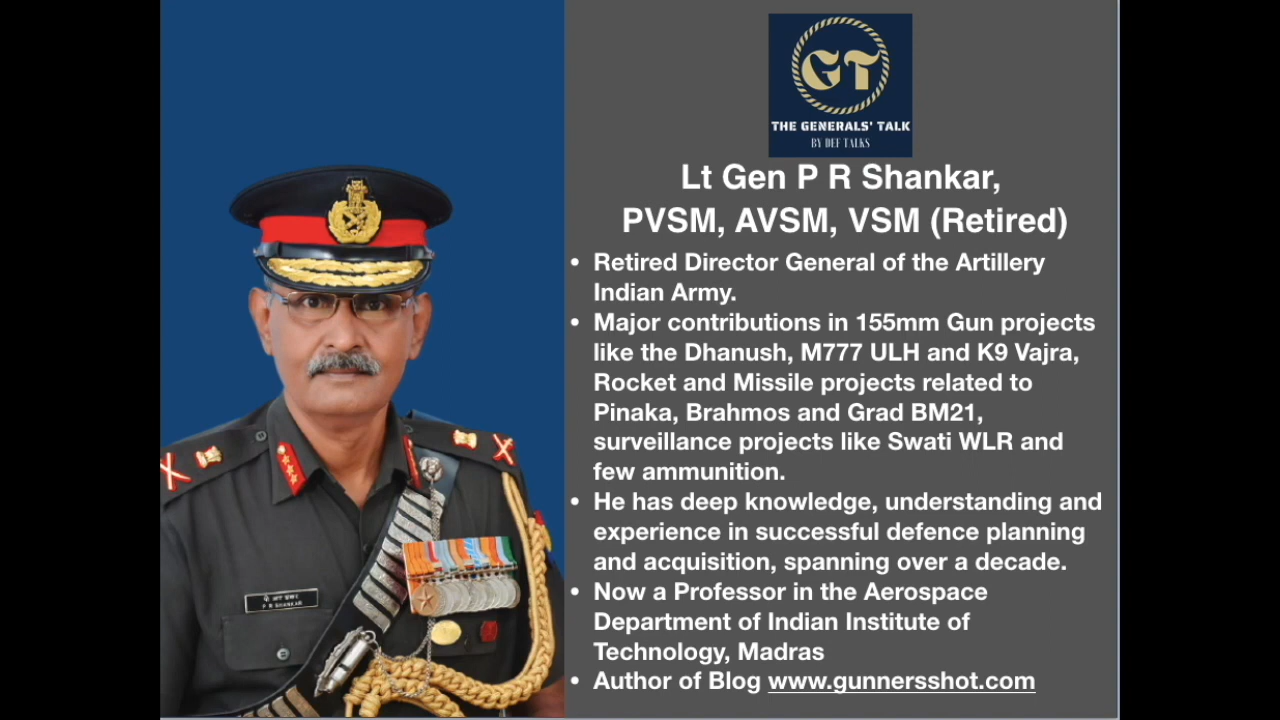 GT
THE GENERALS' TALK
BY DEF TALKS
Lt Gen P R Shankar,
PVSM, AVSM, VSM (Retired)
• Retired Director General of the Artillery
Indian Army.
• Major contributions in 155mm Gun projects
like the Dhanush, M777 ULH and K9 Vajra,
Rocket and Missile projects related to
Pinaka, Brahmos and Grad BM21,
surveillance projects like Swati WLR and
few ammunition.
• He has deep knowledge, understanding and
experience in successful defence planning
and acquisition, spanning over a decade.
• Now a Professor in the Aerospace
Department of Indian Institute of
Technology, Madras
• Author of Blog www.gunnersshot.com
P R SHANKAR